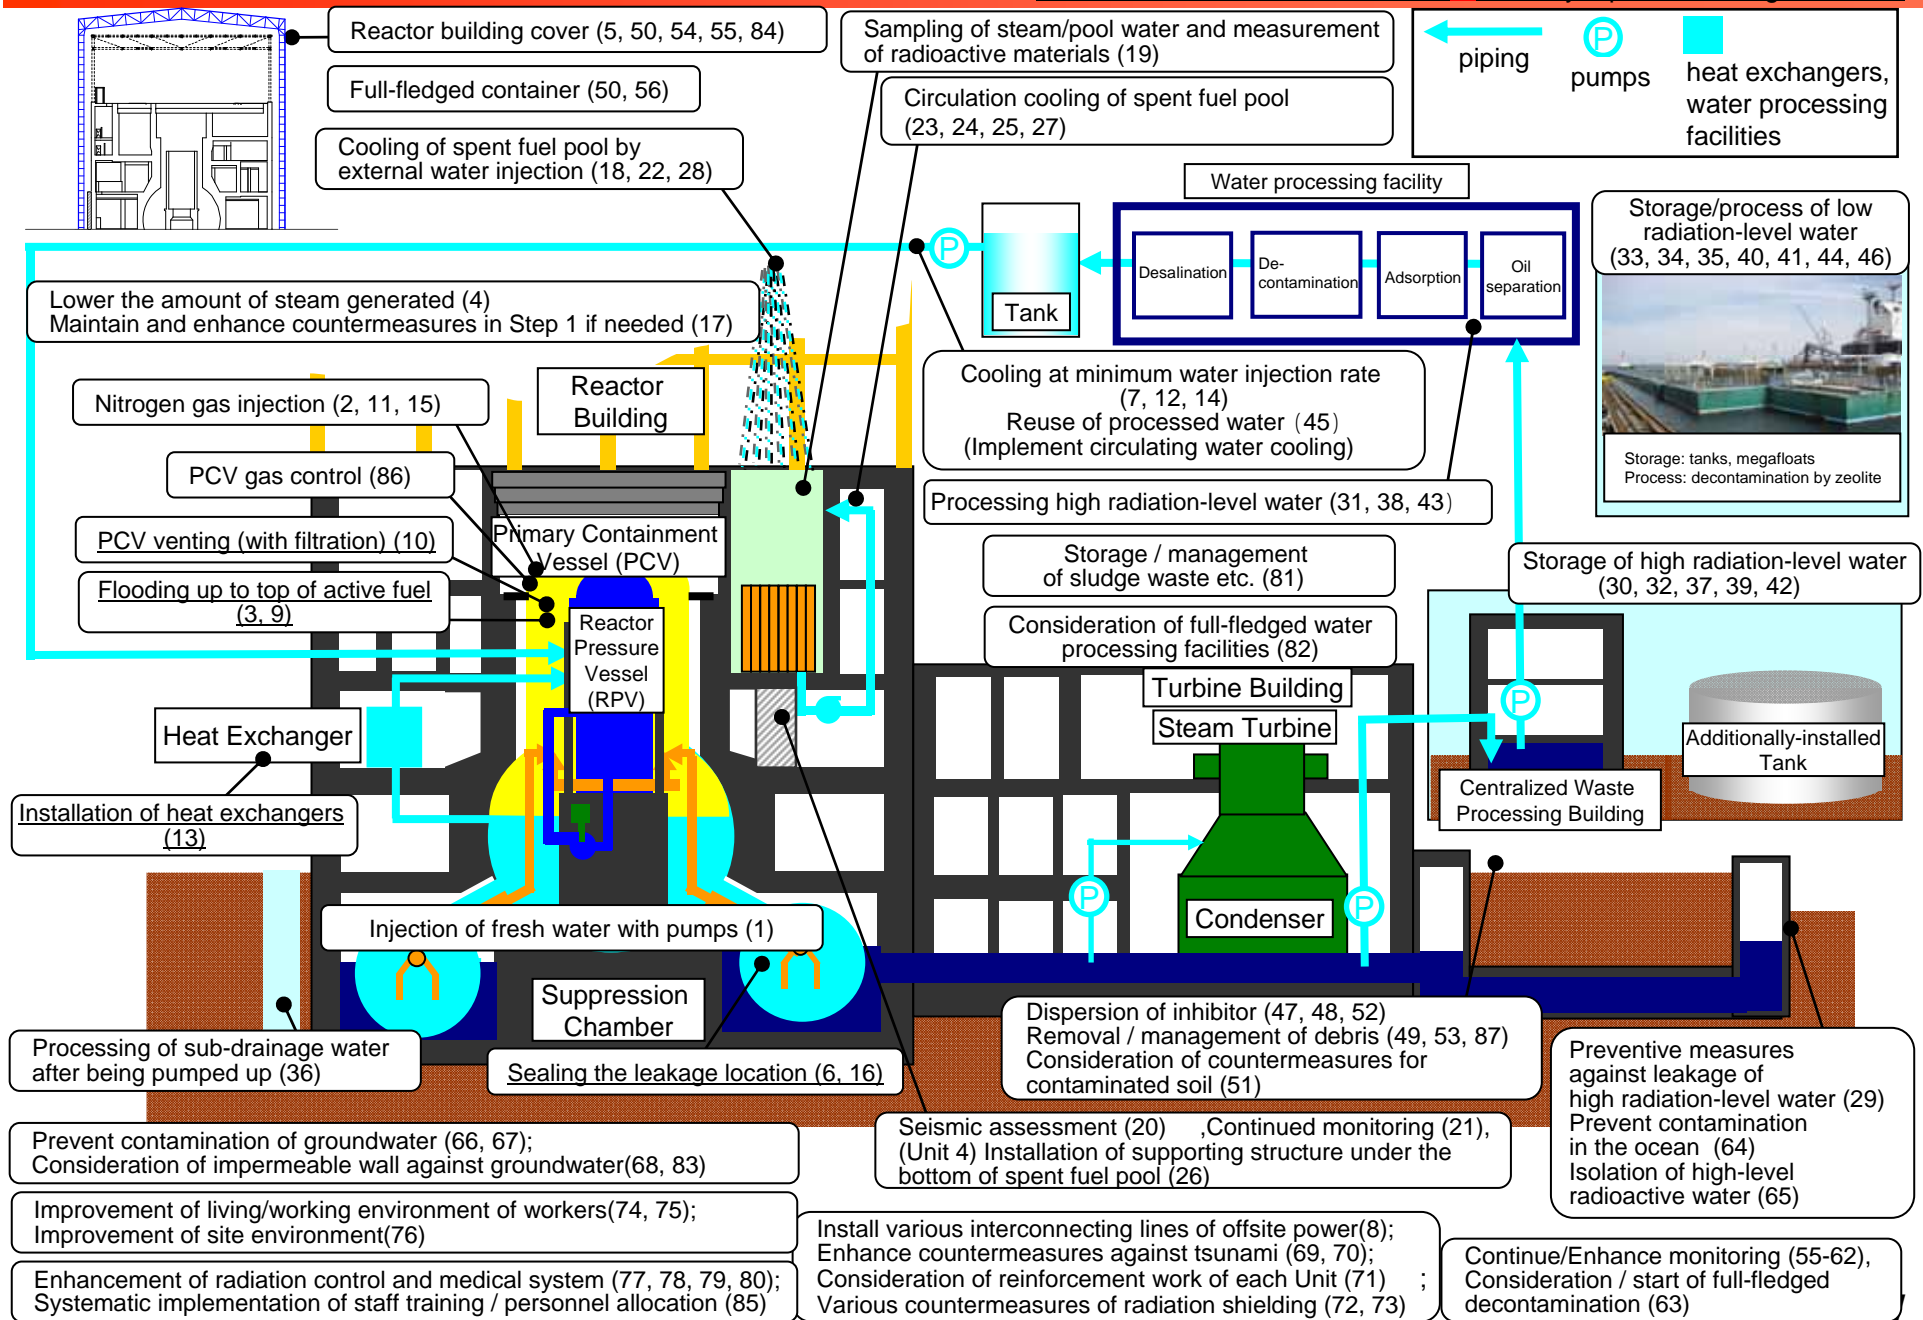 Reactor building cover (5, 50, 54, 55, 84)
Full-fledged container (50, 56)
Cooling of spent fuel pool by
external water injection (18, 22, 28)
Sampling of steam/pool water and measurement
of radioactive materials (19)
Circulation cooling of spent fuel pool
(23, 24, 25, 27)
piping
P
pumps
heat exchangers,
water processing
facilities
Water processing facility
P
Tank
Desalination
De-
contamination
Adsorption
Oil
separation
Storage/process of low
radiation-level water
(33, 34, 35, 40, 41, 44, 46)
Storage: tanks, megafloats
Process: decontamination by zeolite
Lower the amount of steam generated (4)
Maintain and enhance countermeasures in Step 1 if needed (17)
Reactor
Building
Nitrogen gas injection (2, 11, 15)
PCV gas control (86)
PCV venting (with filtration) (10)
Flooding up to top of active fuel
(3, 9)
Primary Containment
Vessel (PCV)
Reactor
Pressure
Vessel
(RPV)
Cooling at minimum water injection rate
(7, 12, 14)
Reuse of processed water (45)
(Implement circulating water cooling)
Processing high radiation-level water (31, 38, 43)
Storage / management
of sludge waste etc. (81)
Consideration of full-fledged water
processing facilities (82)
Storage of high radiation-level water
(30, 32, 37, 39, 42)
Heat Exchanger
Installation of heat exchangers
(13)
Turbine Building
Steam Turbine
Condenser
P
P
P
Centralized Waste
Processing Building
Additionally-installed
Tank
Injection of fresh water with pumps (1)
Suppression
Chamber
Processing of sub-drainage water
after being pumped up (36)
Sealing the leakage location (6, 16)
Dispersion of inhibitor (47, 48, 52)
Removal / management of debris (49, 53, 87)
Consideration of countermeasures for
contaminated soil (51)
Preventive measures
against leakage of
high radiation-level water (29)
Prevent contamination
in the ocean (64)
Isolation of high-level
radioactive water (65)
Seismic assessment (20) ,Continued monitoring (21),
(Unit 4) Installation of supporting structure under the
bottom of spent fuel pool (26)
Prevent contamination of groundwater (66, 67);
Consideration of impermeable wall against groundwater(68, 83)
Improvement of living/working environment of workers(74, 75);
Improvement of site environment(76)
Enhancement of radiation control and medical system (77, 78, 79, 80);
Systematic implementation of staff training / personnel allocation (85)
Install various interconnecting lines of offsite power(8);
Enhance countermeasures against tsunami (69, 70);
Consideration of reinforcement work of each Unit (71) ;
Various countermeasures of radiation shielding (72, 73)
Continue/Enhance monitoring (55-62),
Consideration / start of full-fledged
decontamination (63)